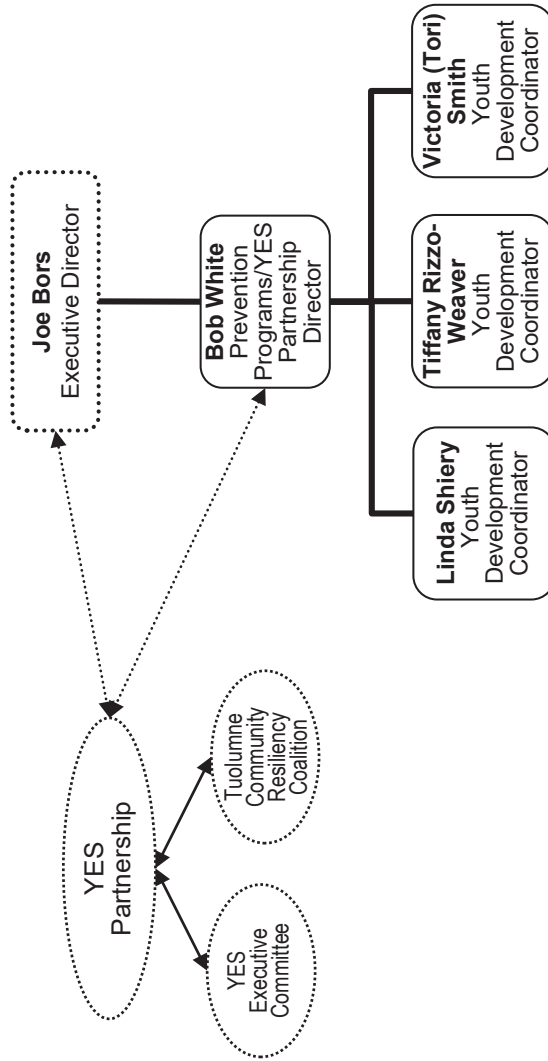 YES
Partnership
YES
Executive
Committee
Tuolumne
Community
Resiliency
Coalition
Joe Bors
Executive Director
Bob White
Prevention
Programs/YES
Partnership
Director
Linda Shiery
Youth
Development
Coordinator
Tiffany Rizzo-
Weaver
Youth
Development
Coordinator
Victoria (Tori)
Smith
Youth
Development
Coordinator